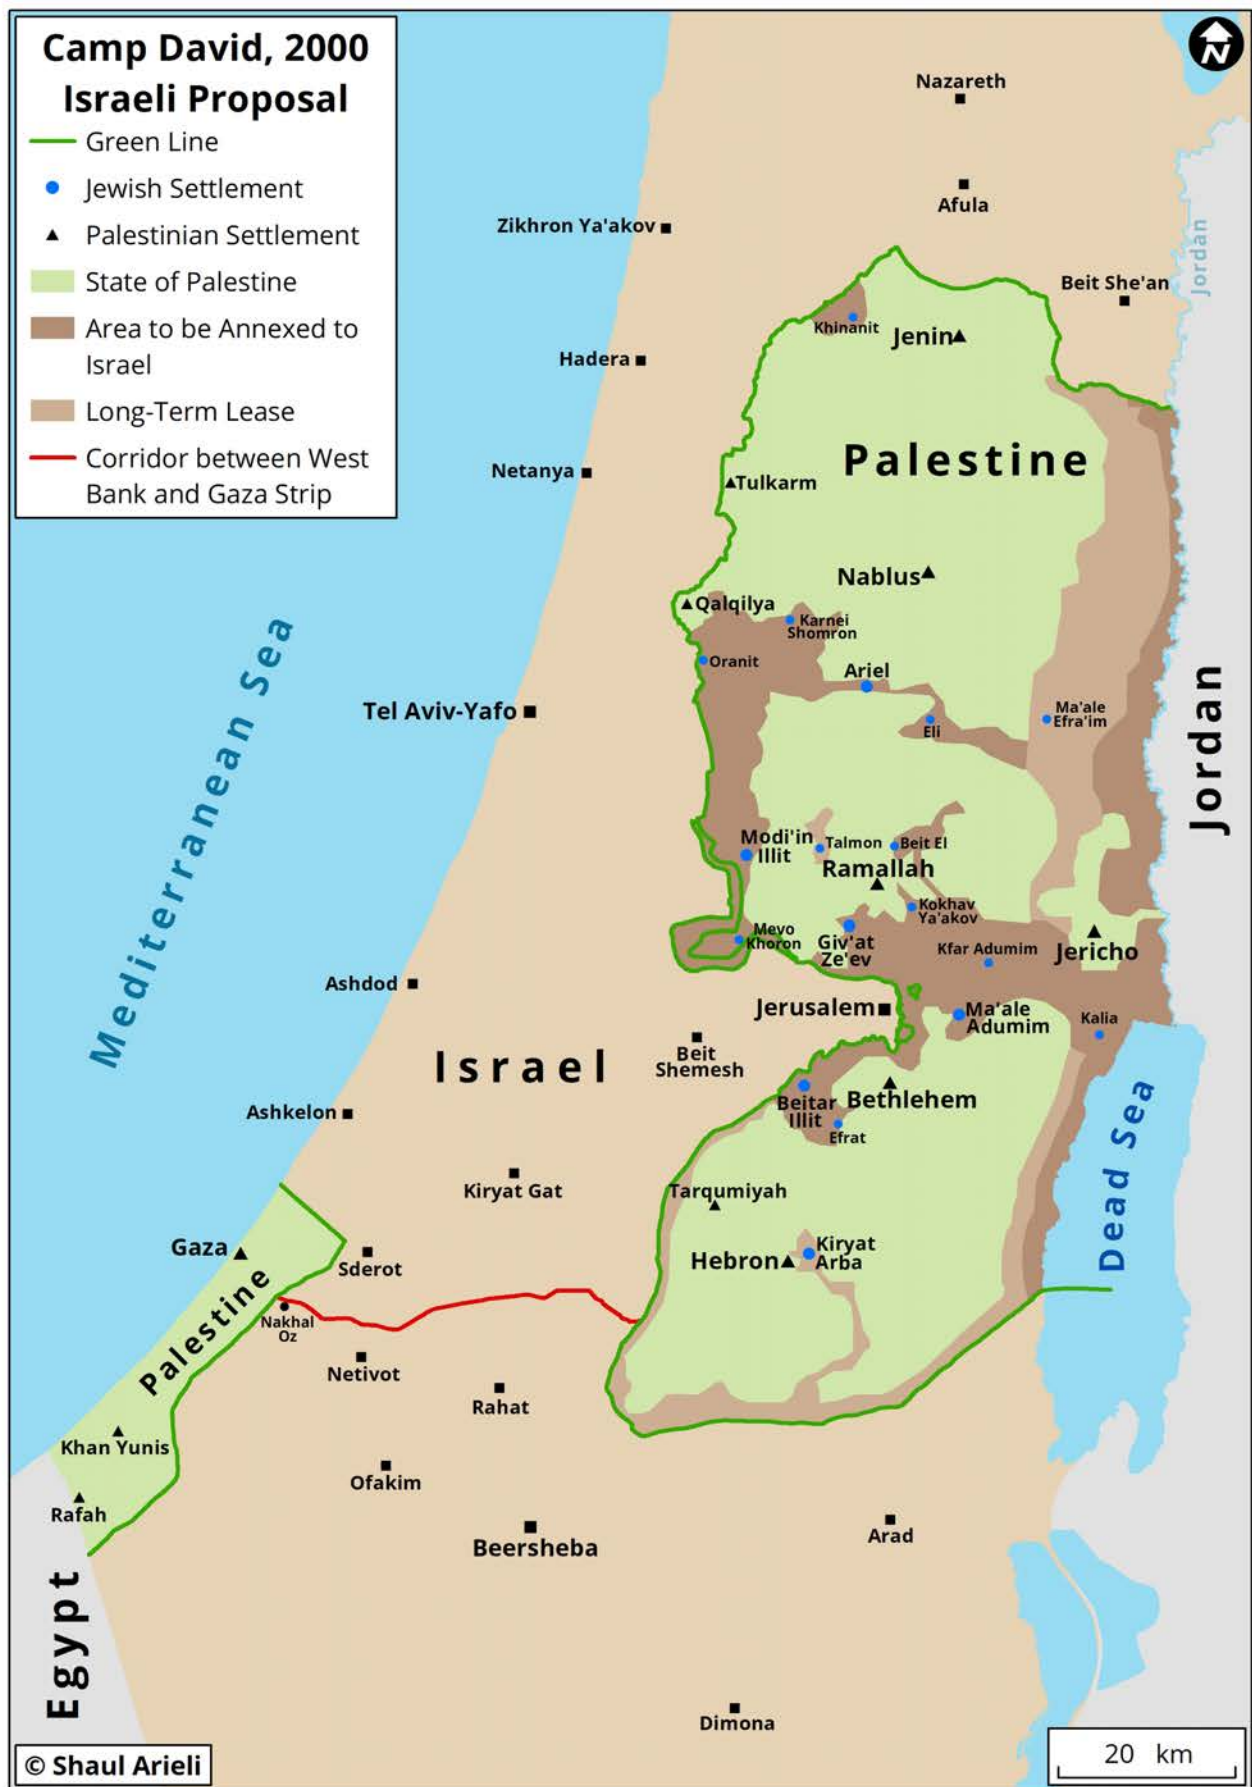 Camp David, 2000
Israeli Proposal
Green Line
Jewish Settlement
Palestinian Settlement
State of Palestine
Area to be Annexed to
Israel
Long-Term Lease
Corridor between West
Bank and Gaza Strip
N
Nazareth
Afula
Zikhron Ya'akov
Beit She'an
Jordan
Khinanit
Jenin
Hadera
Palestine
Netanya
Tulkarm
Nablus
Qalqilya
Karnei
Shomron
Oranit
Ariel
Mediterranean Sea
Tel Aviv-Yafo
Eli
Ma'ale
Efra'im
Jordan
Modi'in
Illit
Talmon
Beit El
Ramallah
Kokhav
Ya'akov
Mevo
Khoron
Giv'at
Ze'ev
Kfar Adumim
Jericho
Ashdod
Jerusalem
Ma'ale
Adumim
Kalia
Israel
Beit
Shemesh
Beitar
Illit
Bethlehem
Efrat
Ashkelon
Dead Sea
Kiryat Gat
Tarqumiyah
Gaza
Sderot
Hebron
Kiryat
Arba
Palestine
Nakhal
Oz
Netivot
Rahat
Khan Yunis
Ofakim
Rafah
Beersheba
Arad
Egypt
Dimona
© Shaul Arieli
20 km